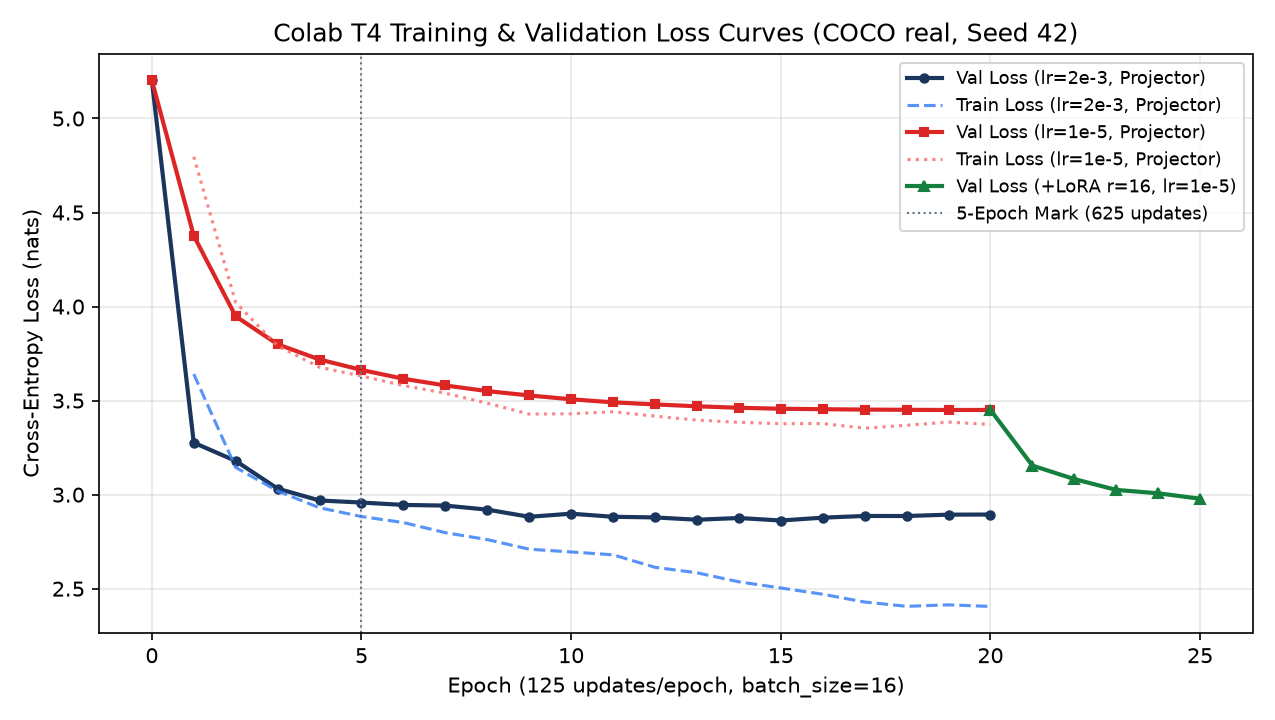 Colab T4 Training & Validation Loss Curves (COCO real, Seed 42)
Val Loss (lr=2e-3, Projector)
Train Loss (lr=2e-3, Projector)
Val Loss (lr=1e-5, Projector)
Train Loss (lr=1e-5, Projector)
Val Loss (+LoRA r=16, lr=1e-5)
5-Epoch Mark (625 updates)
Cross-Entropy Loss (nats)
5.0
4.5
4.0
3.5
3.0
2.5
0 5 10 15 20 25
Epoch (125 updates/epoch, batch_size=16)